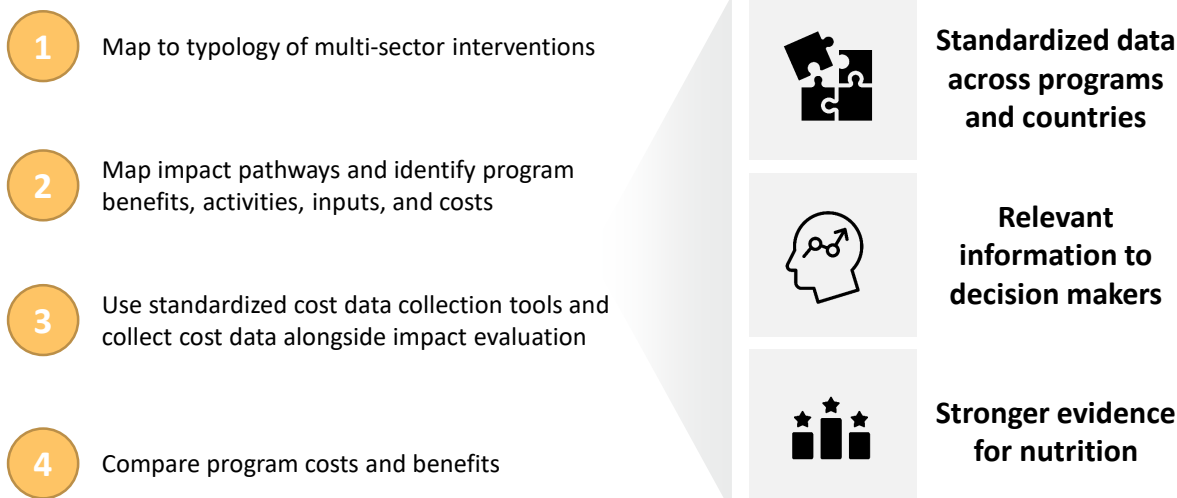 1
Map to typology of multi-sector interventions
2
Map impact pathways and identify program
benefits, activities, inputs, and costs
3
Use standardized cost data collection tools and
collect cost data alongside impact evaluation
4
Compare program costs and benefits
Standardized data
across programs
and countries
Relevant
information to
decision makers
Stronger evidence
for nutrition